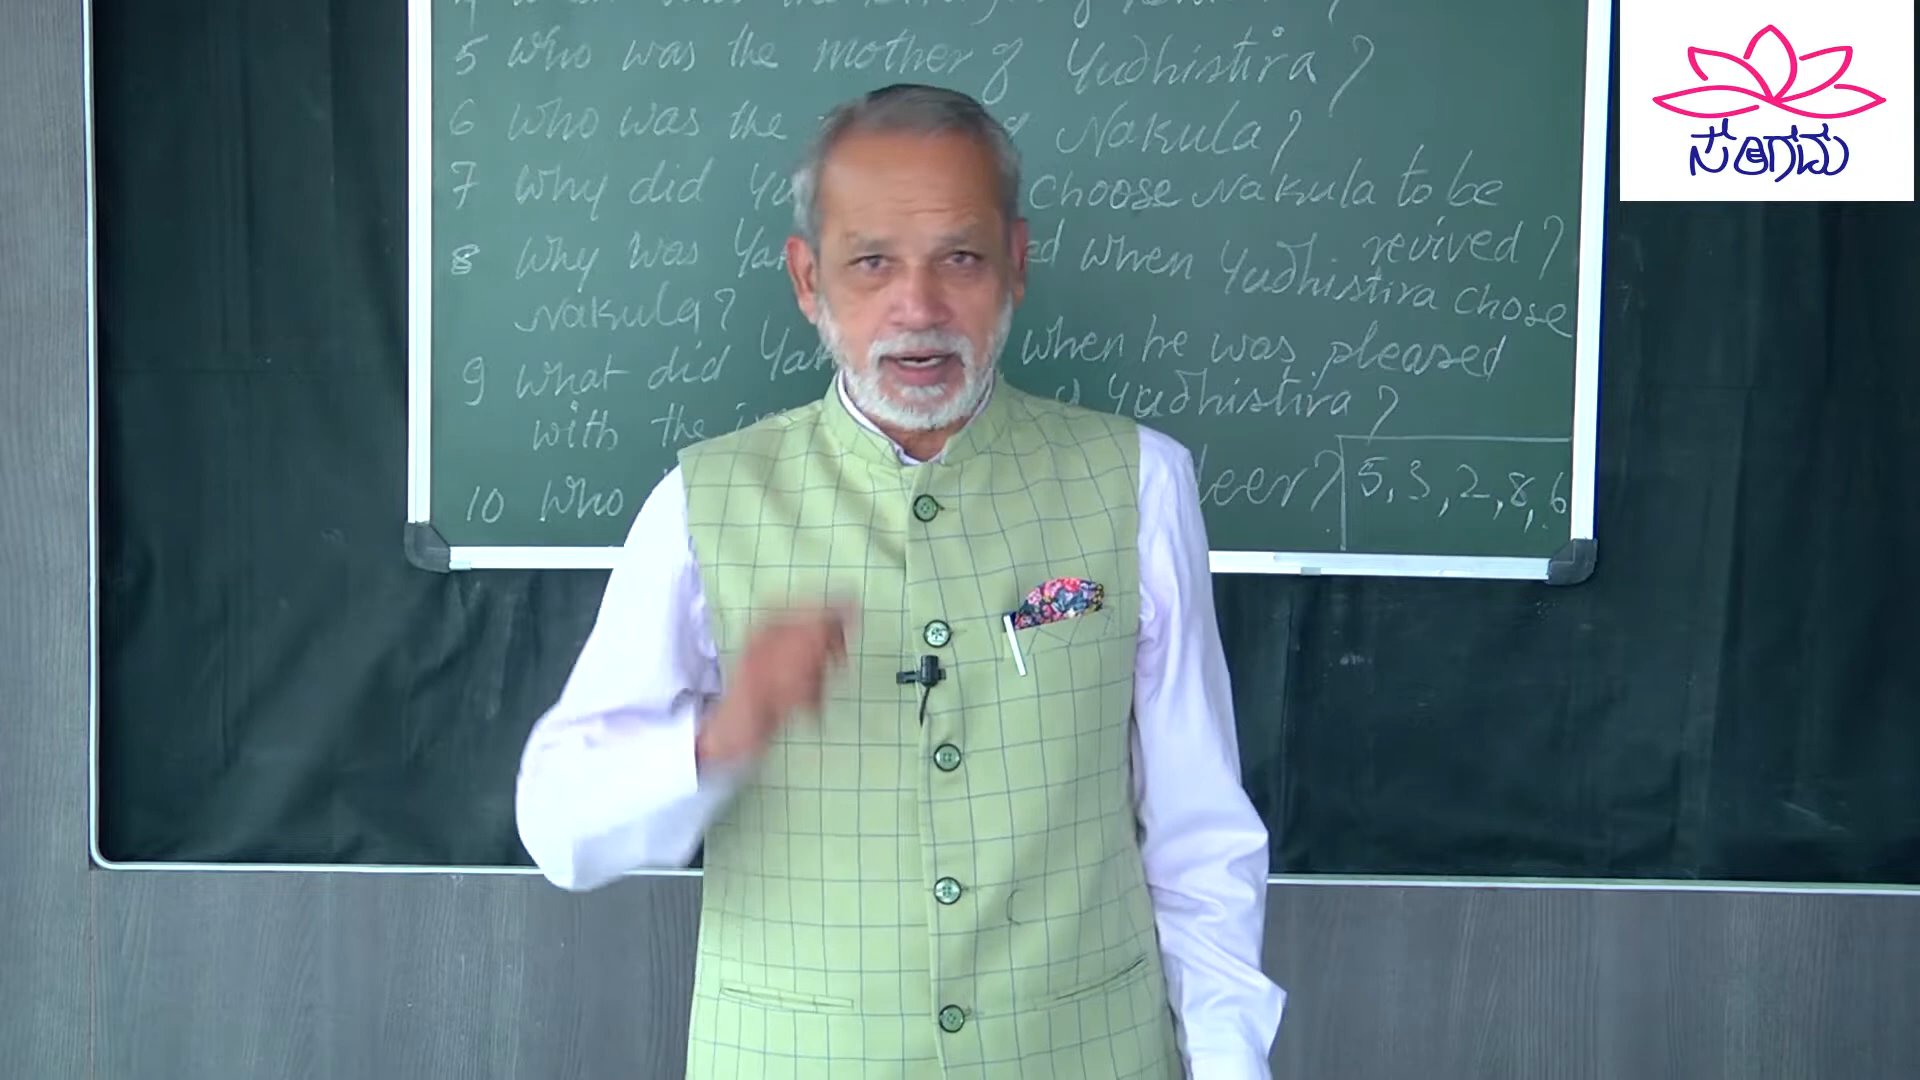 5 Who was the mother of Yudhistira?
6 Who was the of Nakula?
7 Why did choose Nakula to be
revived?
8 Why was when Yudhistira chose
Nakula?
9 What did when he was pleased
with the Yudhistira?
10 Who deer?
5, 3, 2, 8, 6
ಸರಿಗಮ